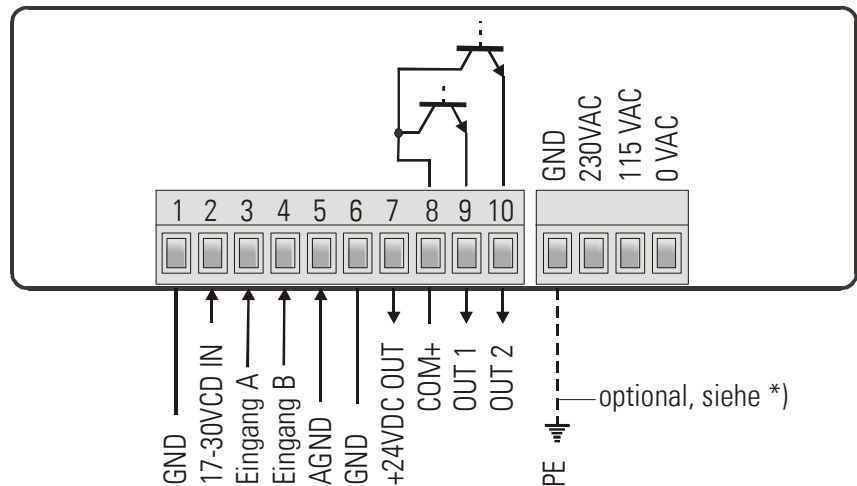 GND
230VAC
115 VAC
0 VAC
1 2 3 4 5 6 7 8 9 10
GND
17-30VCD IN
Eingang A
Eingang B
AGND
GND
+24VDC OUT
COM+
OUT 1
OUT 2
optional, siehe *)
PE